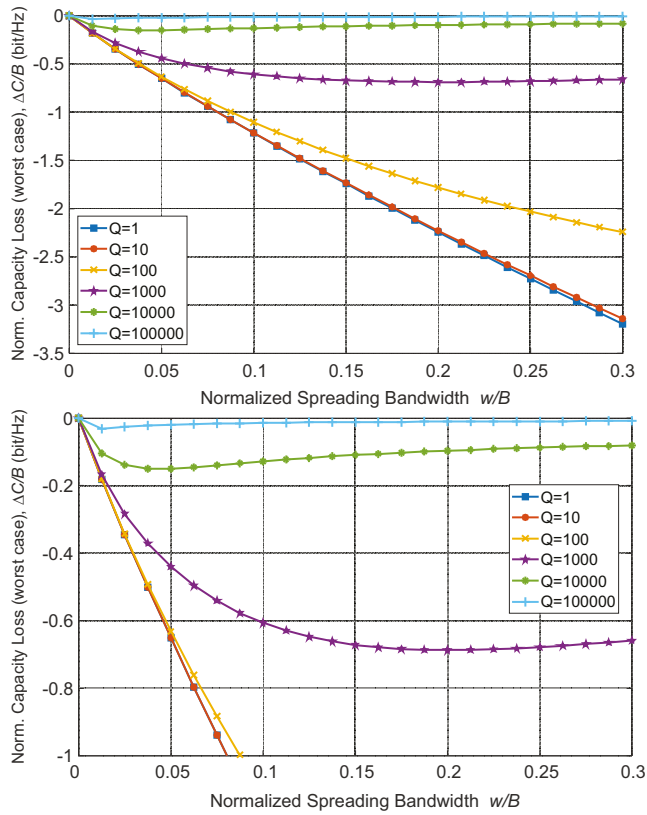 0
-0.5
-1
-1.5
-2
-2.5
-3
-3.5
Norm. Capacity Loss (worst case), ΔC/B (bit/Hz)
Q=1
Q=10
Q=100
Q=1000
Q=10000
Q=100000
0 0.05 0.1 0.15 0.2 0.25 0.3
Normalized Spreading Bandwidth w/B
0
-0.2
-0.4
-0.6
-0.8
-1
Norm. Capacity Loss (worst case), ΔC/B (bit/Hz)
Q=1
Q=10
Q=100
Q=1000
Q=10000
Q=100000
0 0.05 0.1 0.15 0.2 0.25 0.3
Normalized Spreading Bandwidth w/B